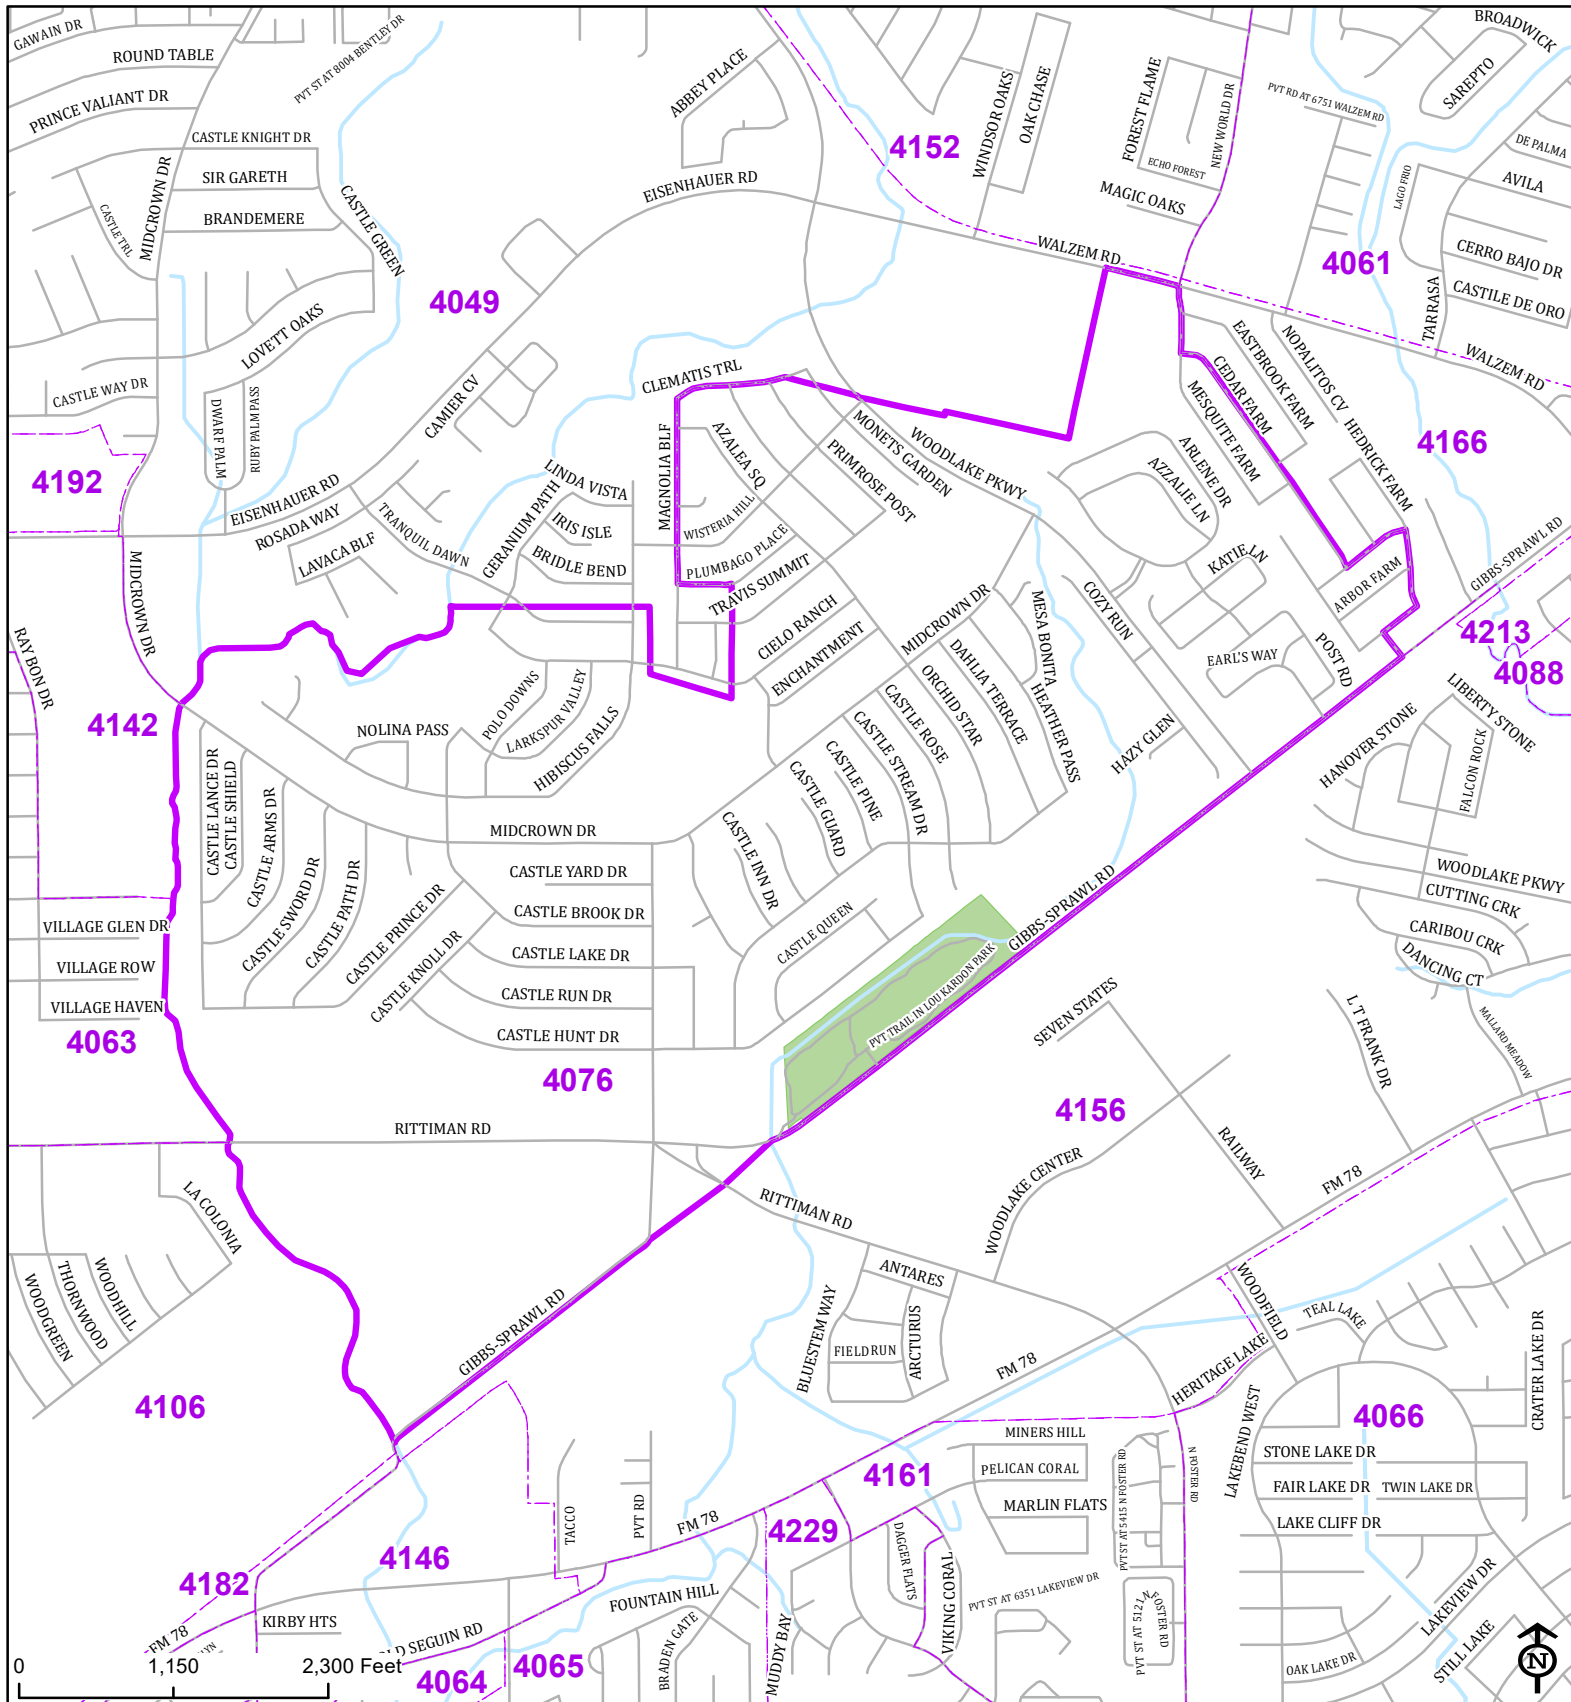 GAWAIN DR
ROUND TABLE
PVT ST AT 8004 BENTLEY DR
PRINCE VALIANT DR
CASTLE KNIGHT DR
SIR GARETH
BRANDEMERE
MIDCROWN DR
CASTLE TRL
CASTLE GREEN
LOVETT OAKS
CASTLE WAY DR
DWARF PALM
RUBY PALM PASS
ABBEY PLACE
EISENHAUER RD
4152
WINDSOR OAKS
OAK CHASE
FOREST FLAME
NEW WORLD DR
ECHO FOREST
MAGIC OAKS
WALZEM RD
PVT RD AT 6751 WALZEM RD
BROADWICK
SAREPTO
DE PALMA
AVILA
LAGO FRIO
CERRO BAJO DR
CASTILE DE ORO
TARRASA
4061
WALZEM RD
4049
CLEMATIS TRL
CAMIER CV
MAGNOLIA BLF
AZALEA SQ
MONETS GARDEN
WOODLAKE PKWY
PRIMROSE POST
WISTERIA HILL
PLUMBAGO PLACE
TRAVIS SUMMIT
CIELO RANCH
ENCHANTMENT
EASTBROOK FARM
CEDAR FARM
MESQUITE FARM
NOPALITOS CV
HEDRICK FARM
ARBOR FARM
ARLENE DR
AZZALIE LN
KATIE LN
4166
GIBBS-SPRAWL RD
4192
EISENHAUER RD
ROSADA WAY
LAVACA BLF
TRANQUIL DAWN
GERANIUM PATH
LINDA VISTA
IRIS ISLE
BRIDLE BEND
MIDCROWN DR
RAY BON DR
4142
NOLINA PASS
POLO DOWNS
LARKSPUR VALLEY
HIBISCUS FALLS
MIDCROWN DR
MESA BONITA
HEATHER PASS
DAHLIA TERRACE
ORCHID STAR
CASTLE ROSE
CASTLE STREAM DR
CASTLE PINE
CASTLE GUARD
CASTLE INN DR
COZY RUN
EARL'S WAY
POST RD
HAZY GLEN
4213
4088
LIBERTY STONE
HANOVER STONE
FALCON ROCK
CASTLE LANCE DR
CASTLE SHIELD
CASTLE ARMS DR
CASTLE SWORD DR
CASTLE PATH DR
CASTLE PRINCE DR
CASTLE KNOLL DR
MIDCROWN DR
CASTLE YARD DR
CASTLE BROOK DR
CASTLE LAKE DR
CASTLE RUN DR
CASTLE HUNT DR
CASTLE QUEEN
GIBBS-SPRAWL RD
PVT TRAIL IN LOU KARDON PARK
WOODLAKE PKWY
CUTTING CRK
CARIBOU CRK
DANCING CT
MALLARD MEADOW
LT FRANK DR
SEVEN STATES
VILLAGE GLEN DR
VILLAGE ROW
VILLAGE HAVEN
4063
4076
4156
RITTIMAN RD
RITTIMAN RD
WOODLAKE CENTER
RAILWAY
FM 78
LA COLONIA
WOODHILL
THORNWOOD
WOODGREEN
GIBBS-SPRAWL RD
4106
BLUESTEM WAY
ANTARES
FIELD RUN
ARCTURUS
FM 78
WOODFIELD
TEAL LAKE
HERITAGE LAKE
LAKEBEND WEST
CRATER LAKE DR
4066
STONE LAKE DR
FAIR LAKE DR
TWIN LAKE DR
LAKE CLIFF DR
LAKEVIEW DR
STILL LAKE
OAK LAKE DR
MINERS HILL
PELICAN CORAL
MARLIN FLATS
4161
4229
DAGGER FLATS
VIKING CORAL
PVT ST AT 5415 N FOSTER RD
N FOSTER RD
PVT ST AT 6351 LAKEVIEW DR
PVT ST AT 5121 N FOSTER RD
TACCO
PVT RD
FM 78
4146
4182
FM 78
KIRBY HTS
FOUNTAIN HILL
BRADEN GATE
MUDDY BAY
OLD SEGUIN RD
4064
4065
0 1,150 2,300 Feet
N